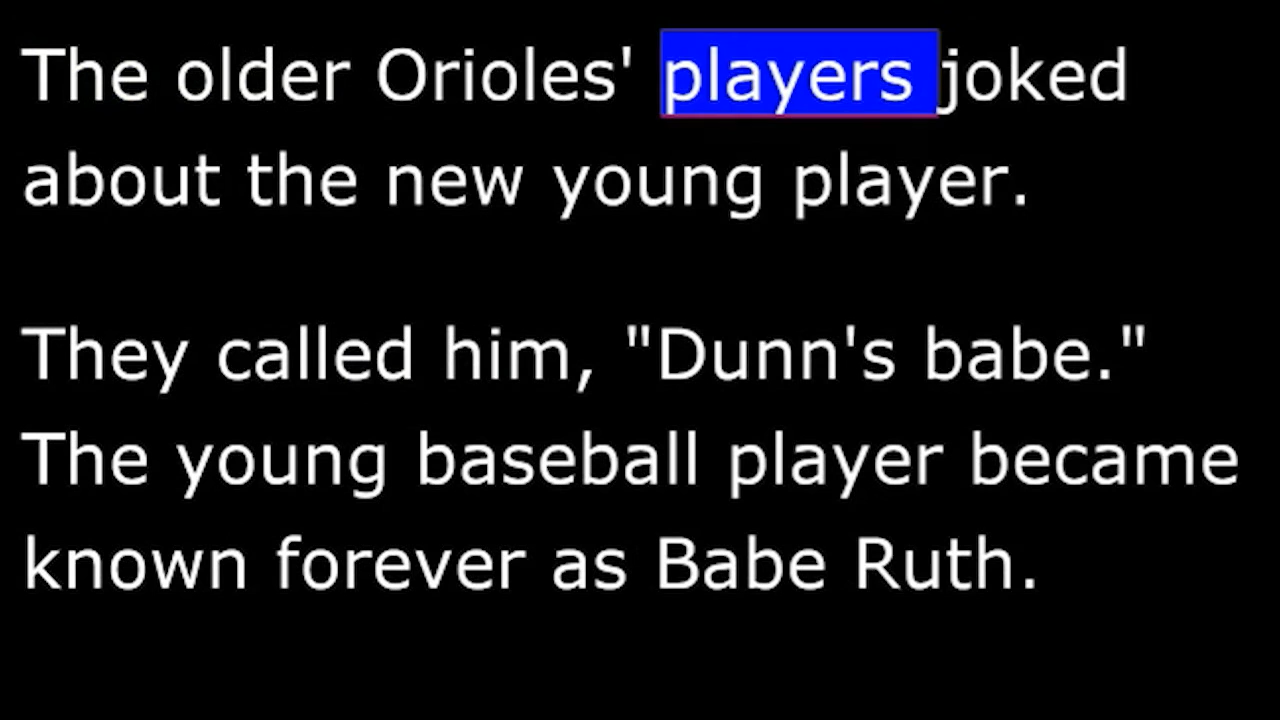 The older Orioles' players joked
about the new young player.
They called him, "Dunn's babe."
The young baseball player became
known forever as Babe Ruth.